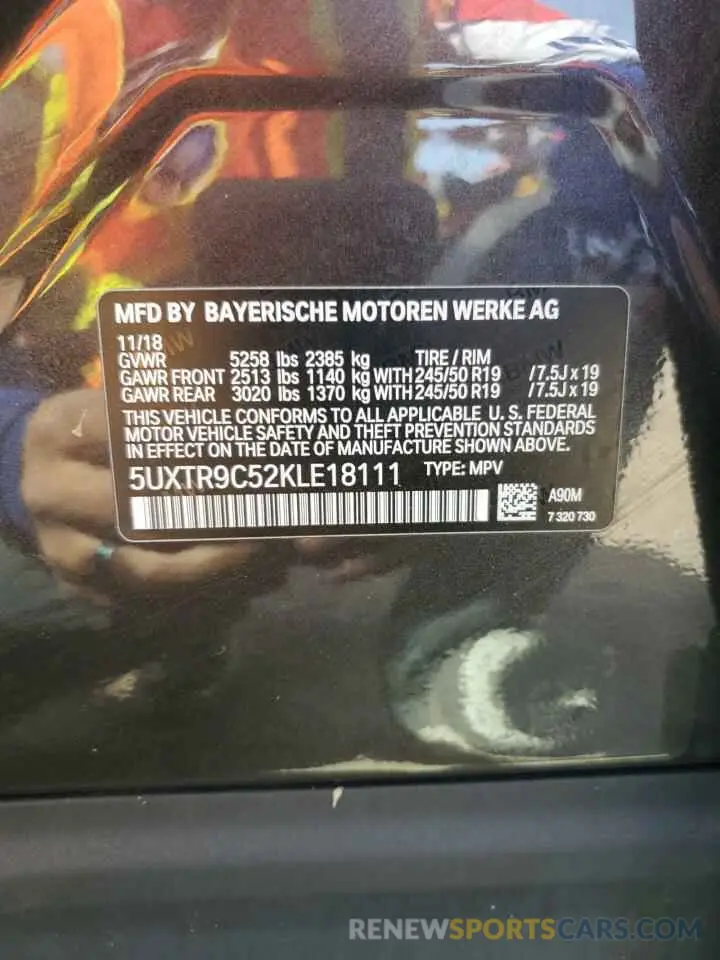 MFD BY BAYERISCHE MOTOREN WERKE AG
11/18
GVWR 5258 lbs 2385 kg TIRE / RIM
GAWR FRONT 2513 lbs 1140 kg WITH 245/50 R19 / 7.5J x 19
GAWR REAR 3020 lbs 1370 kg WITH 245/50 R19 / 7.5J x 19
THIS VEHICLE CONFORMS TO ALL APPLICABLE U.S. FEDERAL
MOTOR VEHICLE SAFETY AND THEFT PREVENTION STANDARDS
IN EFFECT ON THE DATE OF MANUFACTURE SHOWN ABOVE.
5UXTR9C52KLE18111 TYPE: MPV
A90M
7 320 730
RENEWSPORTSCARS.COM